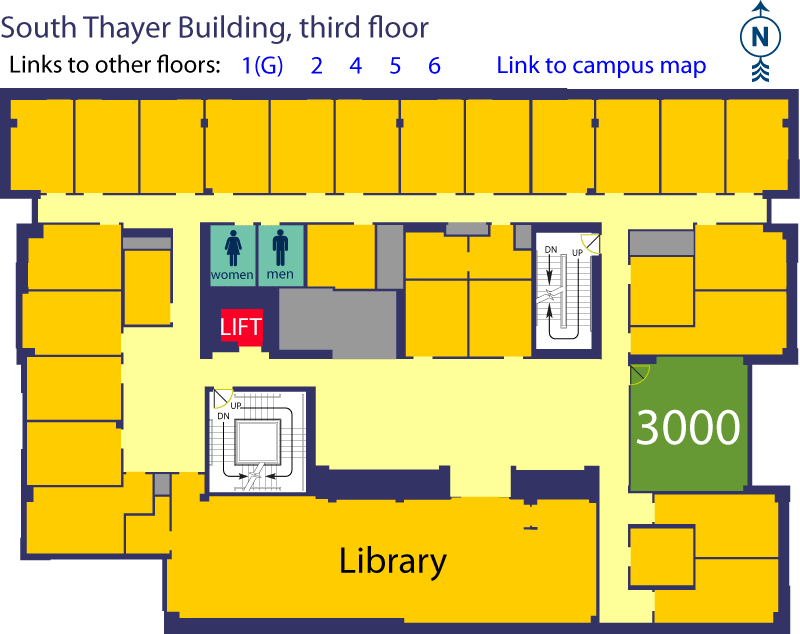 South Thayer Building, third floor
N
Links to other floors: 1(G) 2 4 5 6 Link to campus map
women men
DN UP
LIFT
UP
DN
3000
Library